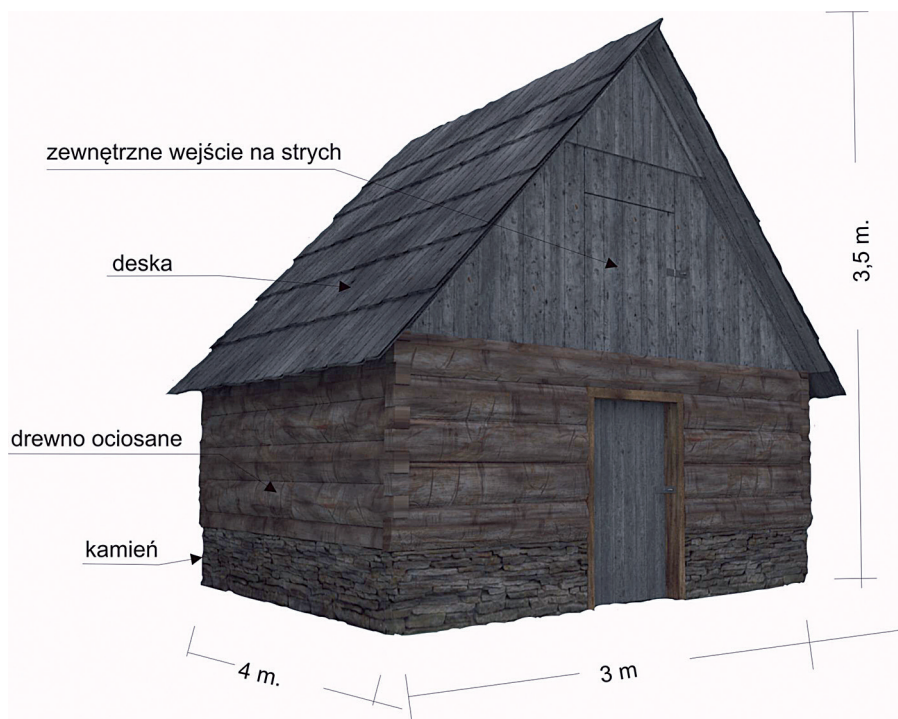 zewnętrzne wejście na strych
deska
drewno ociosane
kamień
3,5 m.
4 m.
3 m